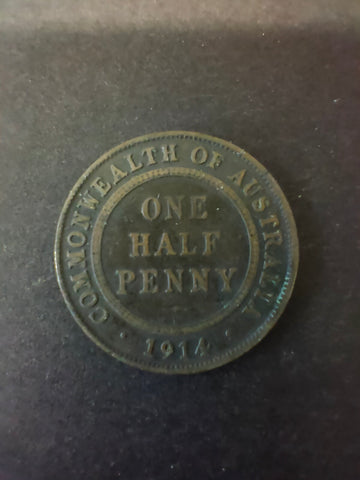 COMMONWEALTH OF AUSTRALIA
ONE
HALF
PENNY
· 1914 ·